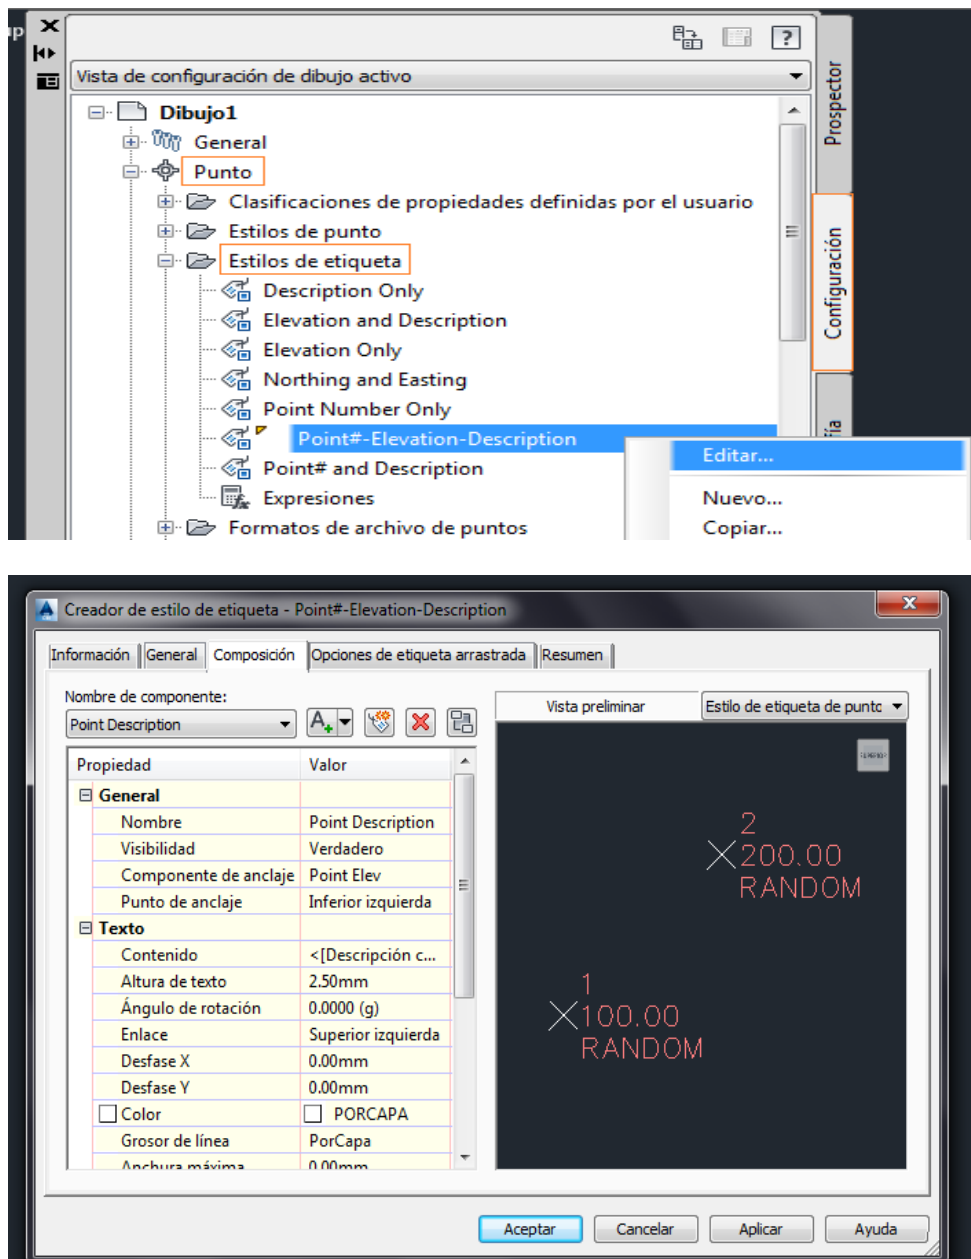 up
Vista de configuración de dibujo activo
Dibujo1
General
Punto
Clasificaciones de propiedades definidas por el usuario
Estilos de punto
Estilos de etiqueta
Description Only
Elevation and Description
Elevation Only
Northing and Easting
Point Number Only
Point#-Elevation-Description
Point# and Description
Expresiones
Formatos de archivo de puntos
Prospector
Configuración
Editar...
Nuevo...
Copiar...
Creador de estilo de etiqueta - Point#-Elevation-Description
Información General Composición Opciones de etiqueta arrastrada Resumen
Nombre de componente:
Point Description
Vista preliminar Estilo de etiqueta de punto
Propiedad Valor
General
Nombre Point Description
Visibilidad Verdadero
Componente de anclaje Point Elev
Punto de anclaje Inferior izquierda
Texto
Contenido <[Descripción c...
Altura de texto 2.50mm
Ángulo de rotación 0.0000 (g)
Enlace Superior izquierda
Desfase X 0.00mm
Desfase Y 0.00mm
Color PORCAPA
Grosor de línea PorCapa
Anchura máxima 0.00mm
SUPERIOR
2
200.00
RANDOM
1
100.00
RANDOM
Aceptar Cancelar Aplicar Ayuda